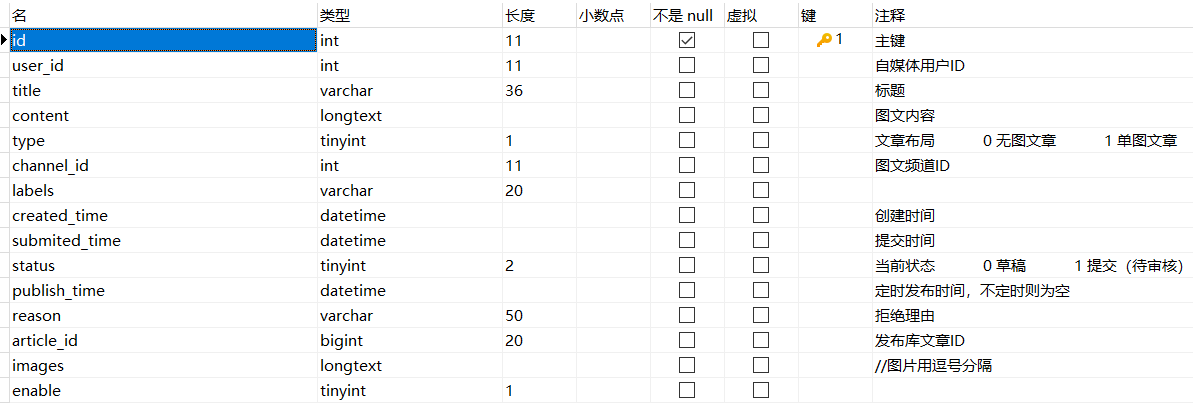 名 类型 长度 小数点 不是 null 虚拟 键 注释
id int 11 1 主键
user_id int 11 自媒体用户ID
title varchar 36 标题
content longtext 图文内容
type tinyint 1 文章布局 0 无图文章 1 单图文章
channel_id int 11 图文频道ID
labels varchar 20
created_time datetime 创建时间
submited_time datetime 提交时间
status tinyint 2 当前状态 0 草稿 1 提交（待审核）
publish_time datetime 定时发布时间，不定时则为空
reason varchar 50 拒绝理由
article_id bigint 20 发布库文章ID
images longtext //图片用逗号分隔
enable tinyint 1